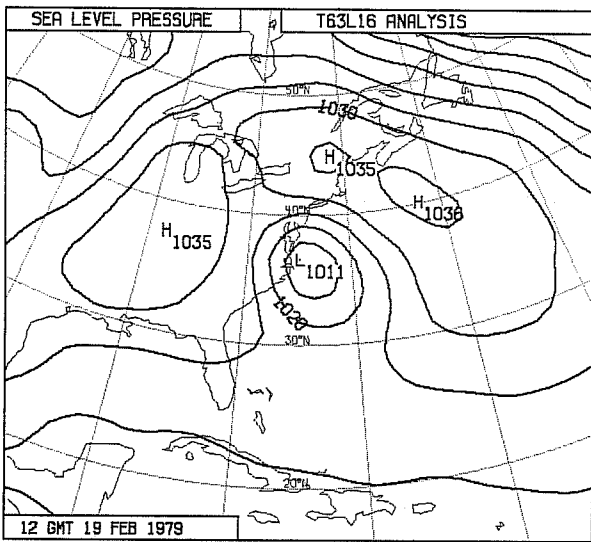 SEA LEVEL PRESSURE
T63L16 ANALYSIS
50°N
1030
H 1035
H 1036
40°N
H 1035
L 1011
1020
30°N
20°N
12 GMT 19 FEB 1979